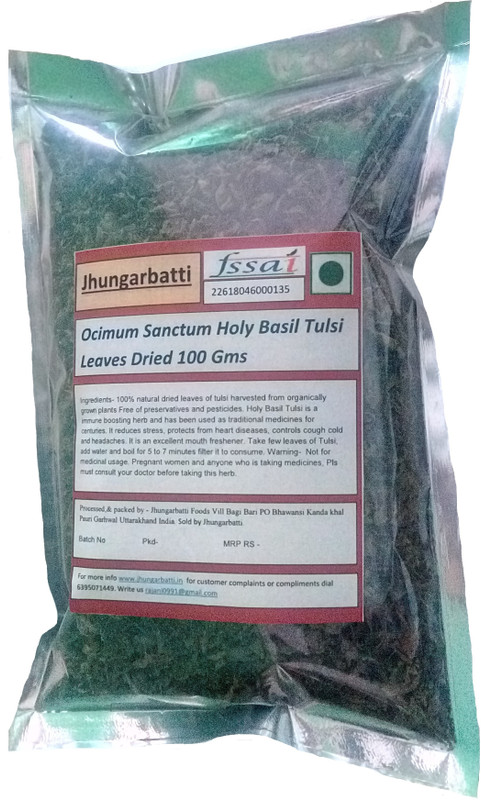 Jhungarbatti
fssai
22618046000135
Ocimum Sanctum Holy Basil Tulsi
Leaves Dried 100 Gms
Ingredients- 100% natural dried leaves of tulsi harvested from organically
grown plants Free of preservatives and pesticides. Holy Basil Tulsi is a
immune boosting herb and has been used as traditional medicines for
centuries. It reduces stress, protects from heart diseases, controls cough cold
and headaches. It is an excellent mouth freshener. Take few leaves of Tulsi,
add water and boil for 5 to 7 minutes filter it to consume. Warning- Not for
medicinal usage. Pregnant women and anyone who is taking medicines, Pls
must consult your doctor before taking this herb.
Processed,& packed by - Jhungarbatti Foods Vill Bagi Bari PO Bhawansi Kanda khal
Pauri Garhwal Uttarakhand India. Sold by Jhungarbatti
Batch No Pkd- MRP RS -
For more info www.jhungarbatti.in for customer complaints or compliments dial
6395071449. Write us rajani0991@gmail.com